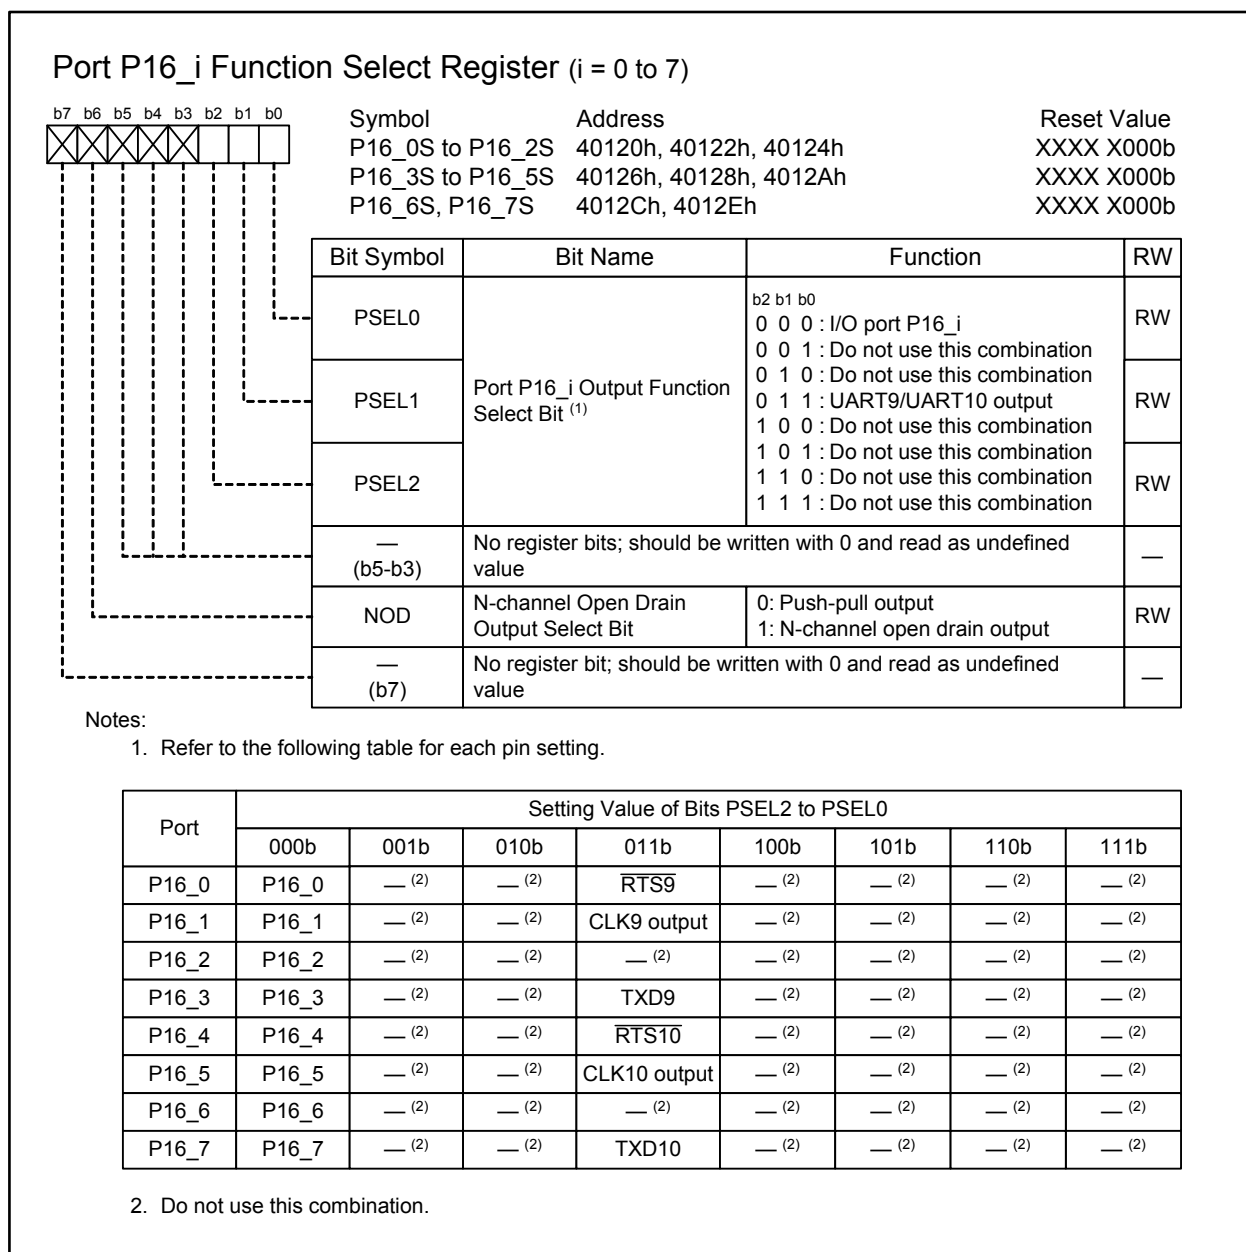 Port P16_i Function Select Register (i = 0 to 7)
b7 b6 b5 b4 b3 b2 b1 b0
Symbol Address Reset Value
P16_0S to P16_2S 40120h, 40122h, 40124h XXXX X000b
P16_3S to P16_5S 40126h, 40128h, 4012Ah XXXX X000b
P16_6S, P16_7S 4012Ch, 4012Eh XXXX X000b
Bit Symbol Bit Name Function RW
PSEL0 RW
PSEL1 RW
PSEL2 RW
Port P16_i Output Function
Select Bit (1)
b2 b1 b0
0 0 0 : I/O port P16_i
0 0 1 : Do not use this combination
0 1 0 : Do not use this combination
0 1 1 : UART9/UART10 output
1 0 0 : Do not use this combination
1 0 1 : Do not use this combination
1 1 0 : Do not use this combination
1 1 1 : Do not use this combination
— (b5-b3) No register bits; should be written with 0 and read as undefined —
value
NOD N-channel Open Drain 0: Push-pull output RW
Output Select Bit 1: N-channel open drain output
— (b7) No register bit; should be written with 0 and read as undefined —
value
Notes:
1. Refer to the following table for each pin setting.
Port Setting Value of Bits PSEL2 to PSEL0
000b 001b 010b 011b 100b 101b 110b 111b
P16_0 P16_0 — (2) — (2) RTS9 — (2) — (2) — (2) — (2)
P16_1 P16_1 — (2) — (2) CLK9 output — (2) — (2) — (2) — (2)
P16_2 P16_2 — (2) — (2) — (2) — (2) — (2) — (2) — (2)
P16_3 P16_3 — (2) — (2) TXD9 — (2) — (2) — (2) — (2)
P16_4 P16_4 — (2) — (2) RTS10 — (2) — (2) — (2) — (2)
P16_5 P16_5 — (2) — (2) CLK10 output — (2) — (2) — (2) — (2)
P16_6 P16_6 — (2) — (2) — (2) — (2) — (2) — (2) — (2)
P16_7 P16_7 — (2) — (2) TXD10 — (2) — (2) — (2) — (2)
2. Do not use this combination.